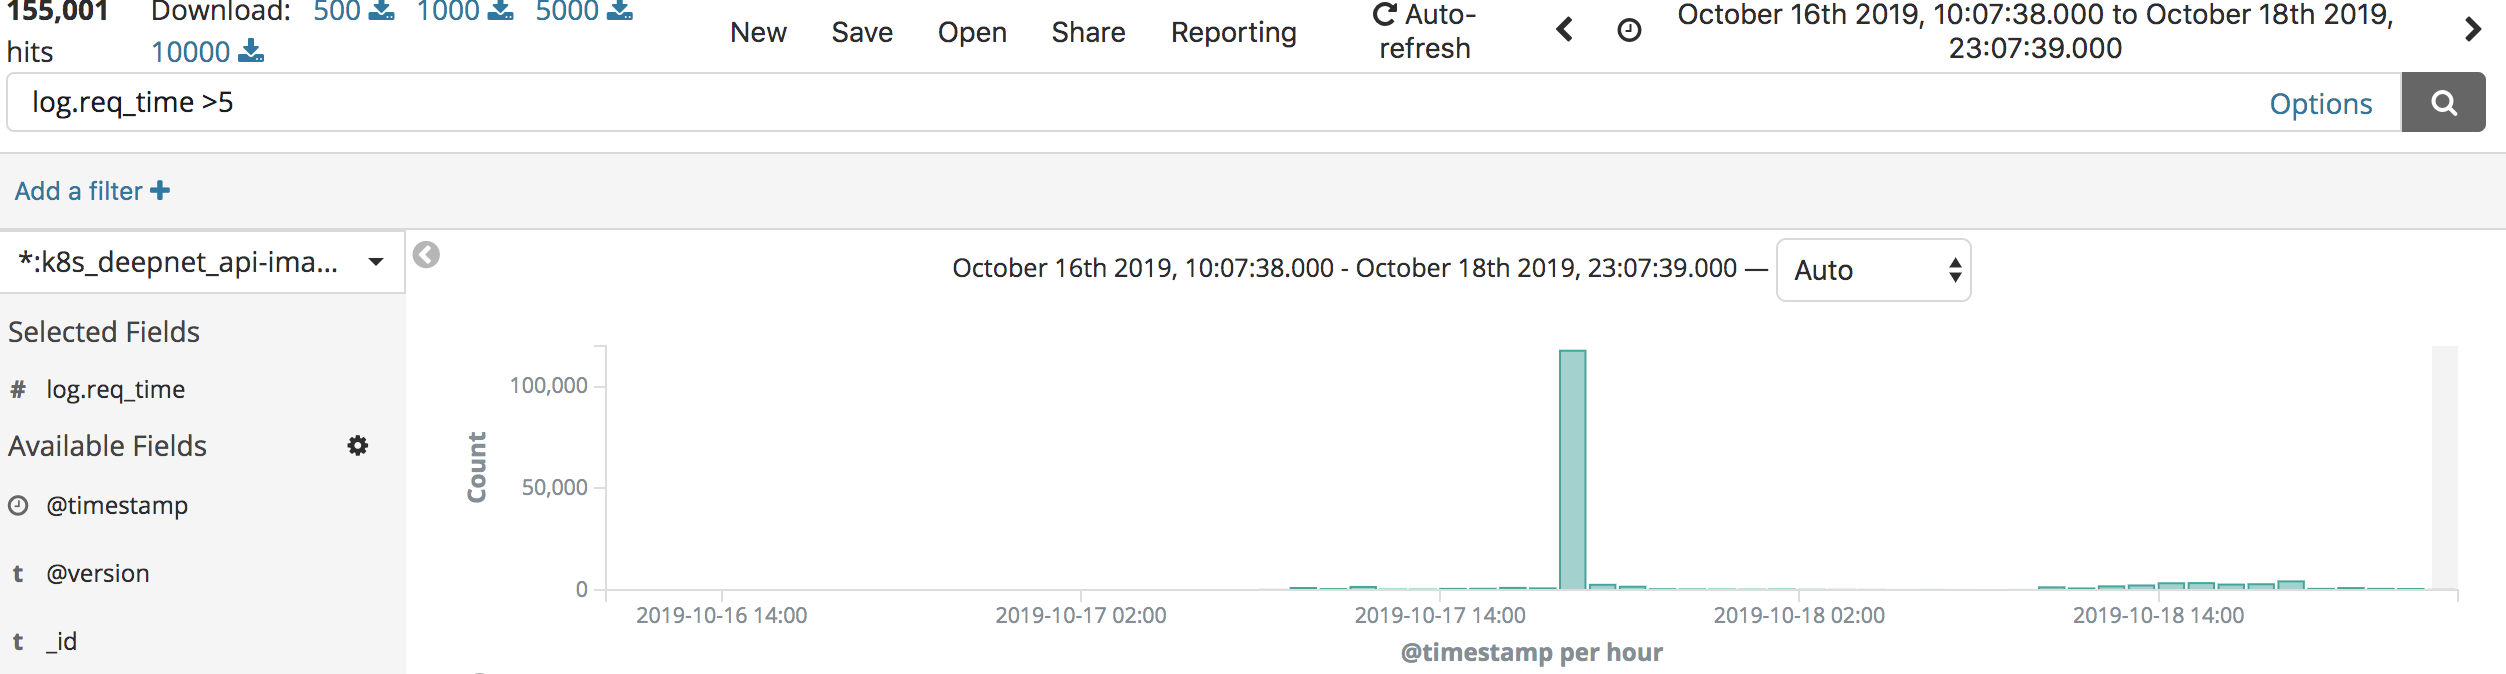 155,001 Download: 500 1000 5000
hits 10000
New Save Open Share Reporting
Auto-
refresh
October 16th 2019, 10:07:38.000 to October 18th 2019,
23:07:39.000
log.req_time >5
Options
Add a filter
*:k8s_deepnet_api-ima...
Selected Fields
# log.req_time
Available Fields
@timestamp
t @version
t _id
October 16th 2019, 10:07:38.000 - October 18th 2019, 23:07:39.000 —
Auto
Count
100,000
50,000
0
2019-10-16 14:00 2019-10-17 02:00 2019-10-17 14:00 2019-10-18 02:00 2019-10-18 14:00
@timestamp per hour